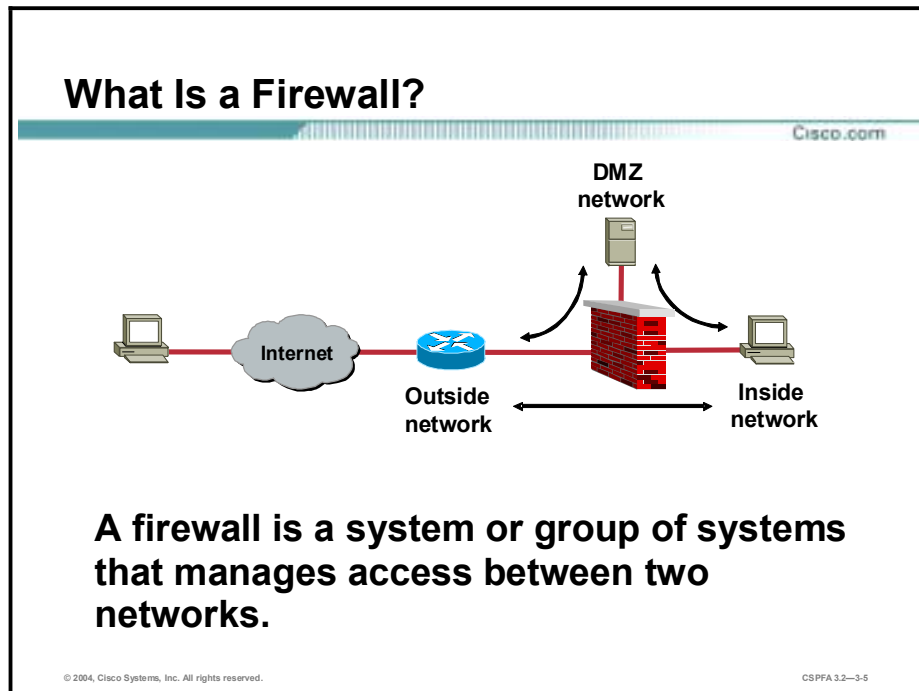 What Is a Firewall?
Cisco.com
DMZ
network
Internet
Outside
network
Inside
network
A firewall is a system or group of systems
that manages access between two
networks.
© 2004, Cisco Systems, Inc. All rights reserved.
CSPFA 3.2—3-5